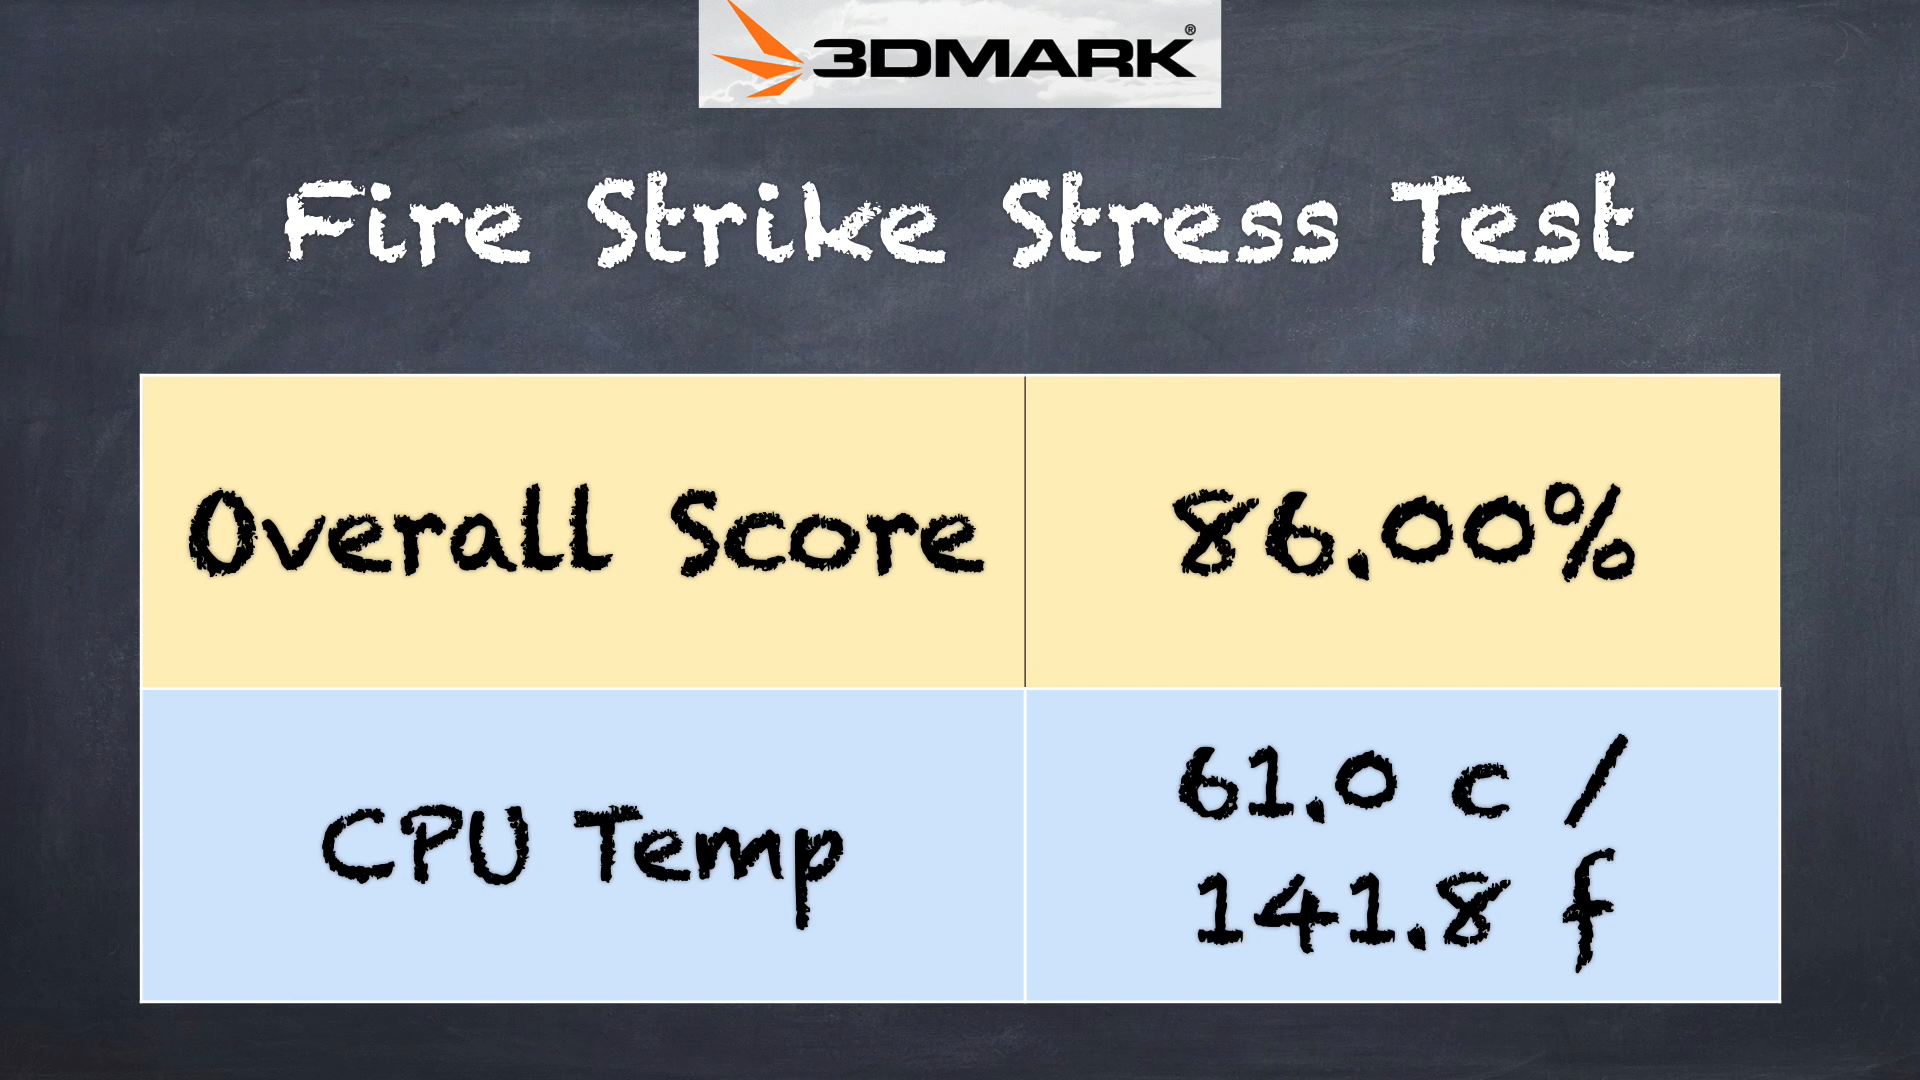 3DMARK®
Fire Strike Stress Test
Overall Score
86.00%
CPU Temp
61.0 c /
141.8 f